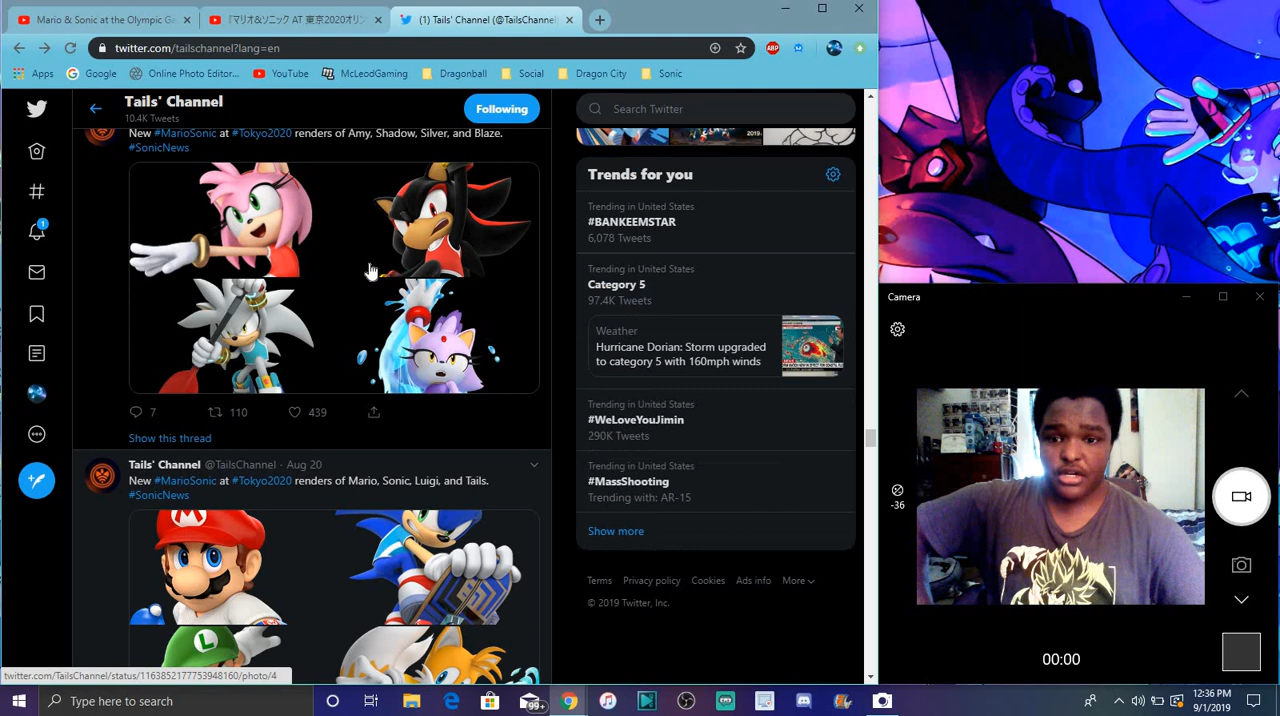 Mario & Sonic at the Olympic Ga
『マリオ&ソニック AT 東京2020オリン
(1) Tails' Channel (@TailsChannel
twitter.com/tailschannel?lang=en
ABP
Apps
Google
Online Photo Editor...
YouTube
McLeodGaming
Dragonball
Social
Dragon City
Sonic
Tails' Channel
10.4K Tweets
Following
New #MarioSonic at #Tokyo2020 renders of Amy, Shadow, Silver, and Blaze.
#SonicNews
7
110
439
Show this thread
Tails' Channel @TailsChannel · Aug 20
New #MarioSonic at #Tokyo2020 renders of Mario, Sonic, Luigi, and Tails.
#SonicNews
M
L
twitter.com/TailsChannel/status/1163852177753948160/photo/4
1
Search Twitter
2019
Trends for you
Trending in United States
#BANKEEMSTAR
6,078 Tweets
Trending in United States
Category 5
97.4K Tweets
Weather
Hurricane Dorian: Storm upgraded
to category 5 with 160mph winds
Trending in United States
#WeLoveYouJimin
290K Tweets
Trending in United States
#MassShooting
Trending with: AR-15
Show more
Terms Privacy policy Cookies Ads info More
© 2019 Twitter, Inc.
Camera
-36
00:00
Type here to search
99+
12:36 PM
9/1/2019